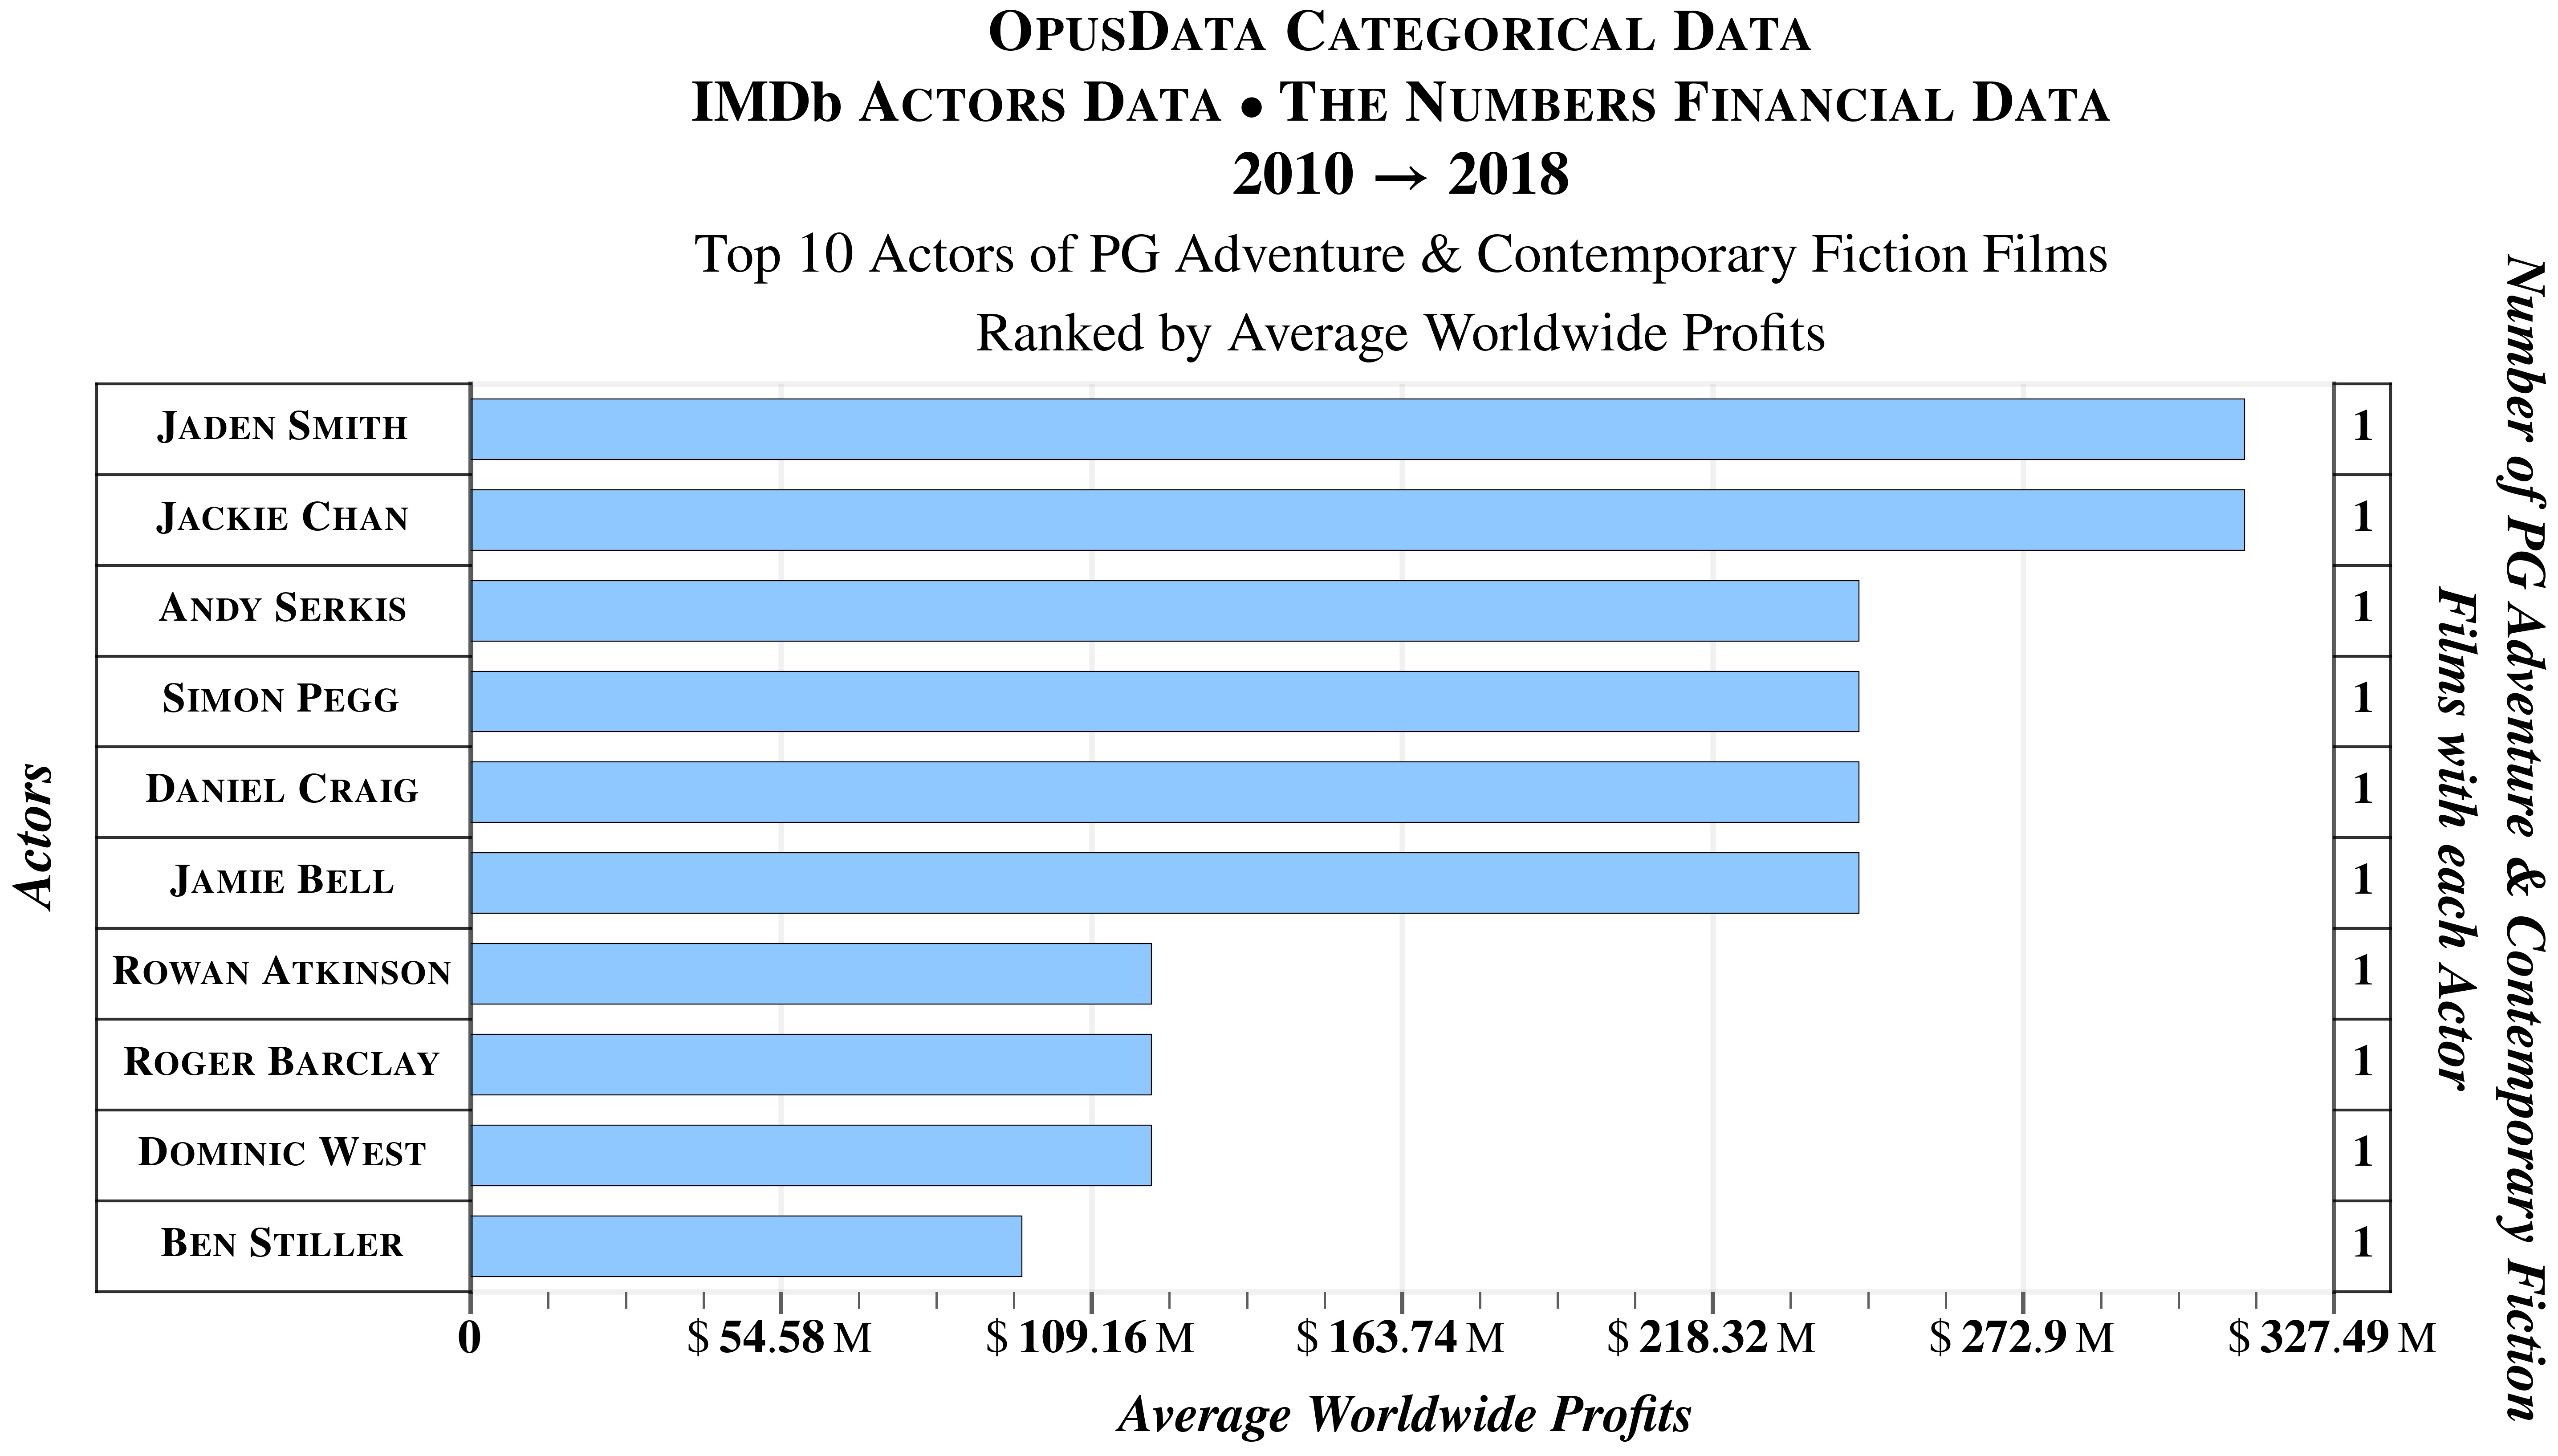 OpusData Categorical Data
IMDb Actors Data • The Numbers Financial Data
2010 → 2018
Top 10 Actors of PG Adventure & Contemporary Fiction Films
Ranked by Average Worldwide Profits
Actors
Jaden Smith 1
Jackie Chan 1
Andy Serkis 1
Simon Pegg 1
Daniel Craig 1
Jamie Bell 1
Rowan Atkinson 1
Roger Barclay 1
Dominic West 1
Ben Stiller 1
0 $ 54.58 M $ 109.16 M $ 163.74 M $ 218.32 M $ 272.9 M $ 327.49 M
Average Worldwide Profits
Number of PG Adventure & Contemporary Fiction
Films with each Actor